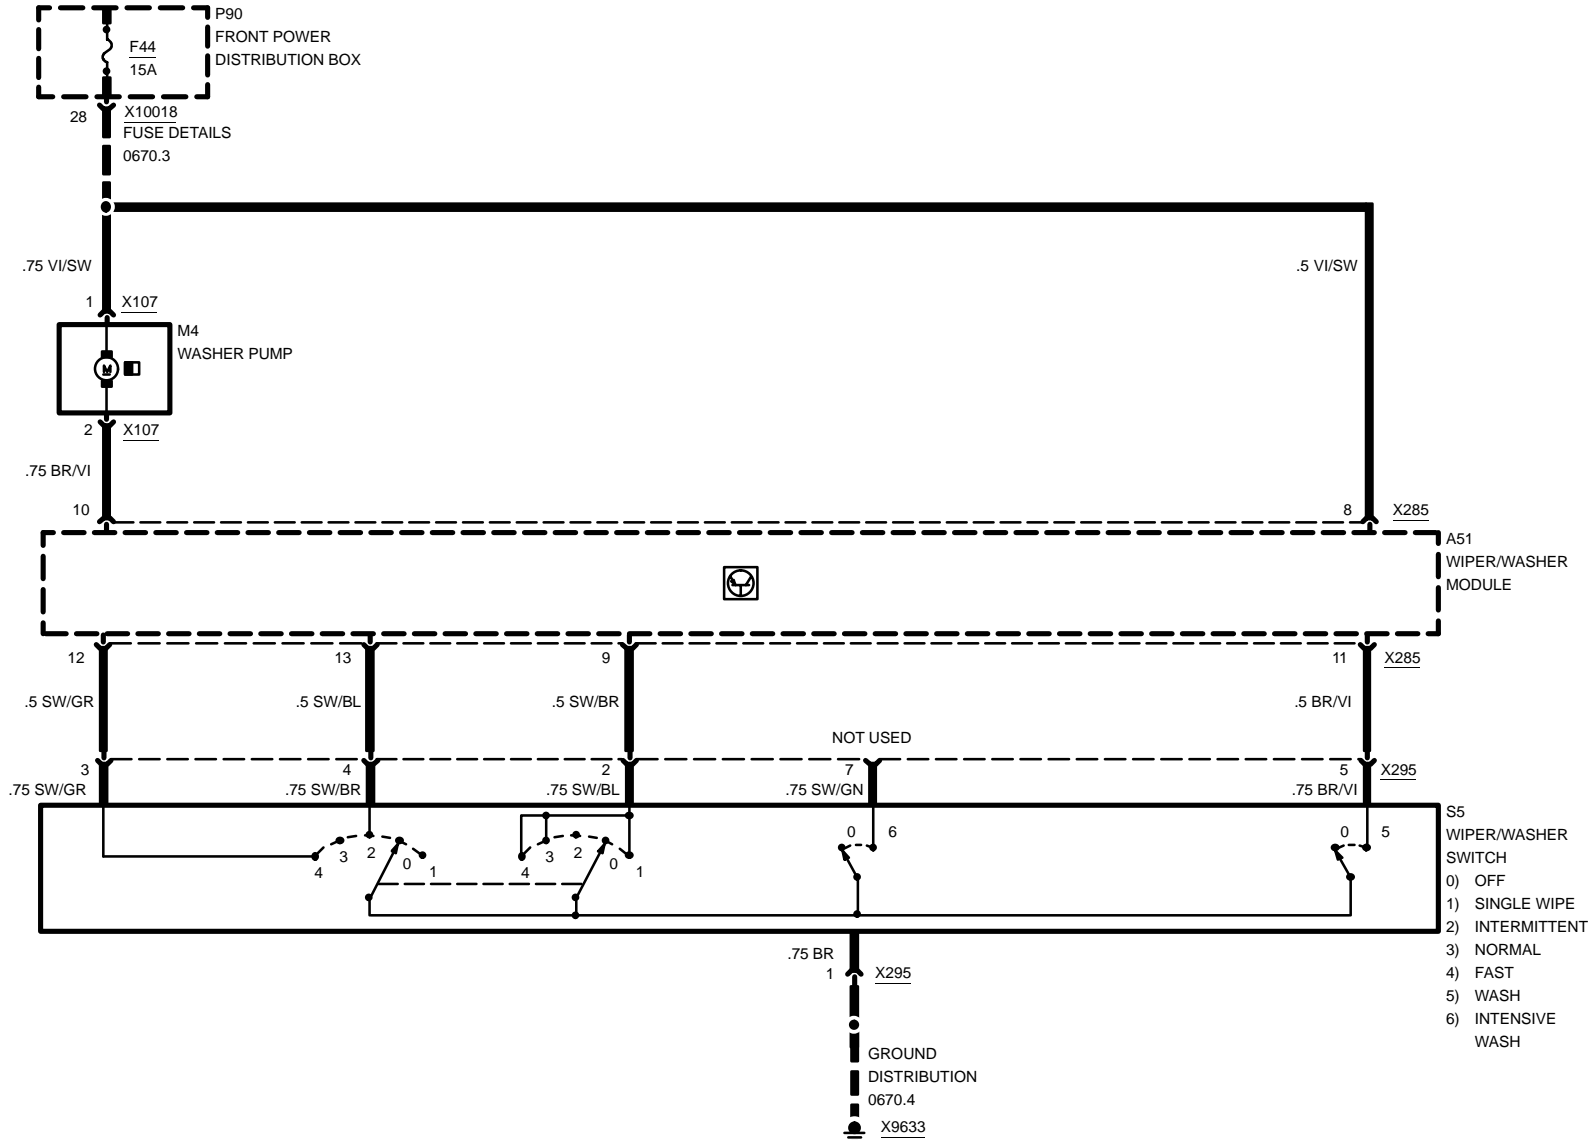 P90
FRONT POWER
DISTRIBUTION BOX
F44
15A
28
X10018
FUSE DETAILS
0670.3
.75 VI/SW
.5 VI/SW
1
X107
M4
WASHER PUMP
M
2
X107
.75 BR/VI
10
8
X285
A51
WIPER/WASHER
MODULE
12
13
9
11
X285
.5 SW/GR
.5 SW/BL
.5 SW/BR
.5 BR/VI
NOT USED
3
4
2
7
5
X295
.75 SW/GR
.75 SW/BR
.75 SW/BL
.75 SW/GN
.75 BR/VI
4
3
2
0
1
4
3
2
0
1
0
6
0
5
S5
WIPER/WASHER
SWITCH
0) OFF
1) SINGLE WIPE
2) INTERMITTENT
3) NORMAL
4) FAST
5) WASH
6) INTENSIVE
WASH
.75 BR
1
X295
GROUND
DISTRIBUTION
0670.4
X9633